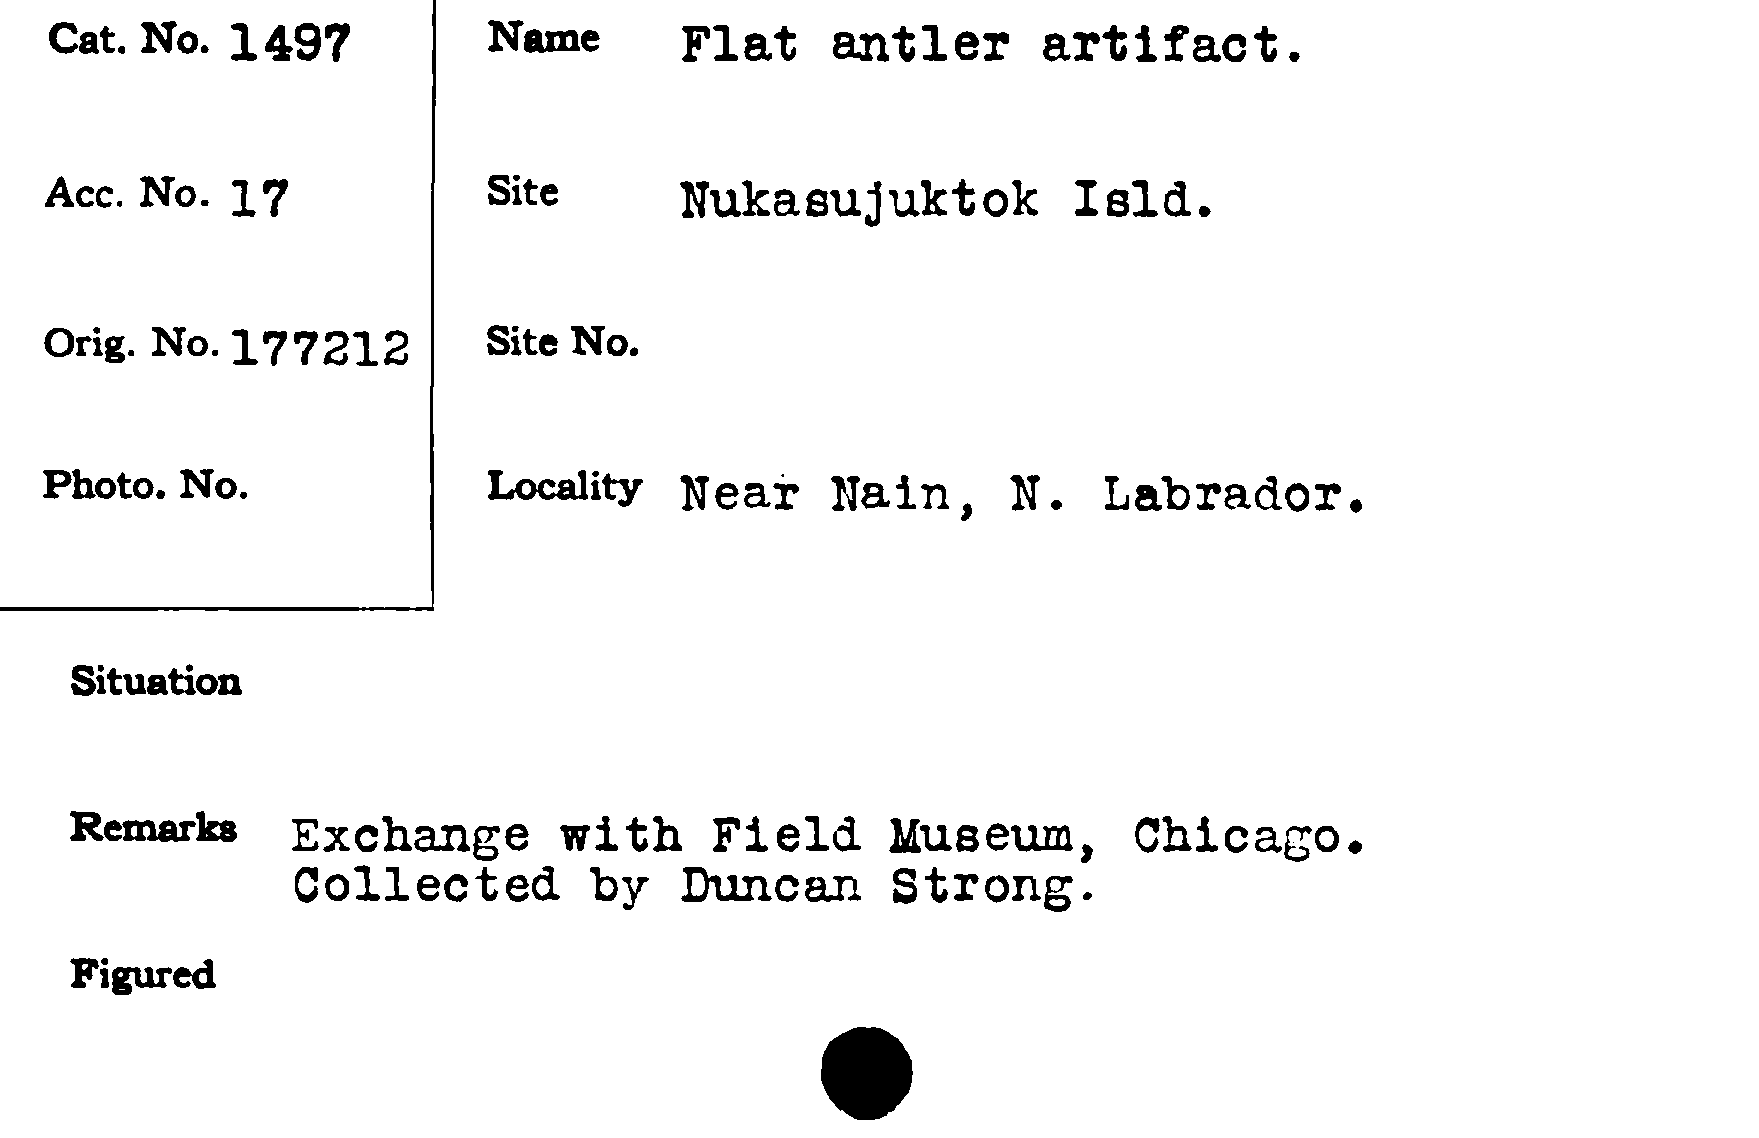 Cat. No. 1497
Name Flat antler artifact.
Acc. No. 17
Site Nukasujuktok Isld.
Orig. No. 177212
Site No.
Photo. No.
Locality Near Nain, N. Labrador.
Situation
Remarks Exchange with Field Museum, Chicago.
Collected by Duncan Strong.
Figured